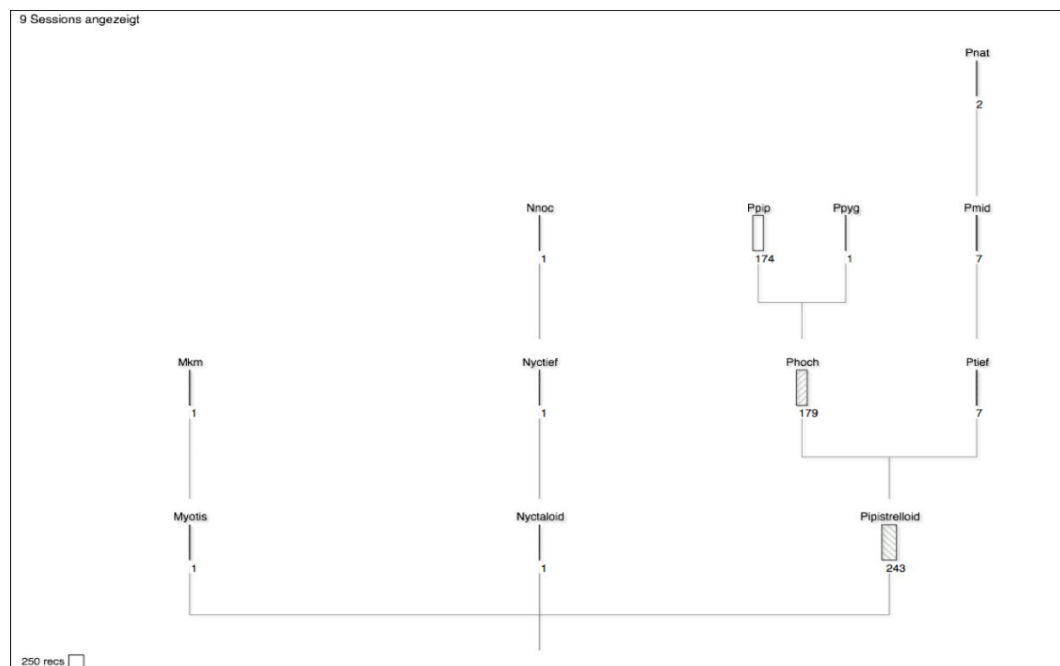 9 Sessions angezeigt
Pnat
2
Nnoc Ppip Ppyg Pmid
1 174 1 7
Mkm Nyctief Phoch Ptief
1 1 179 7
Myotis Nyctaloid Pipistrelloid
1 1 243
250 recs